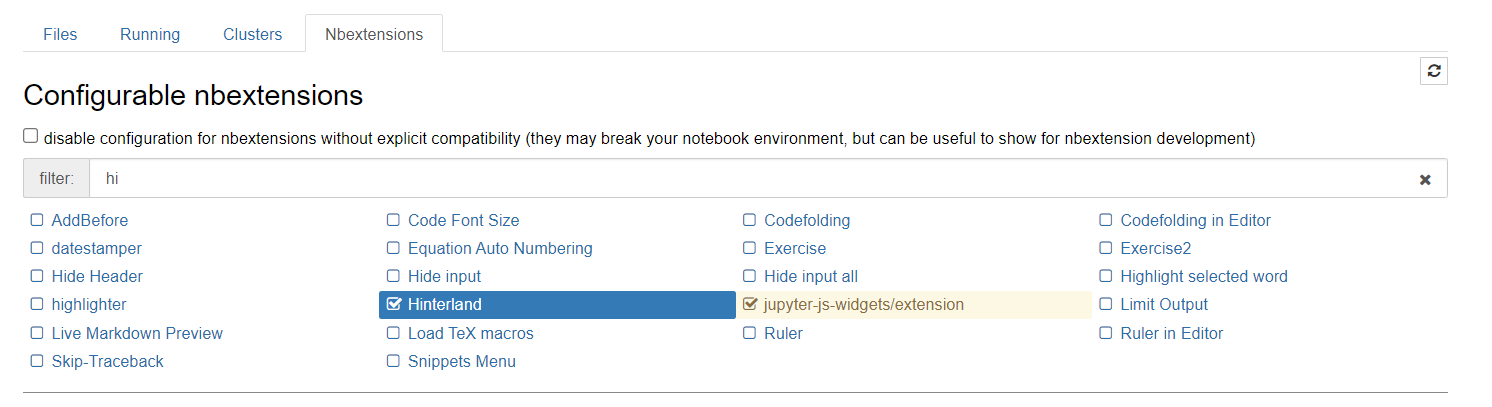 Files Running Clusters Nbextensions
Configurable nbextensions
disable configuration for nbextensions without explicit compatibility (they may break your notebook environment, but can be useful to show for nbextension development)
filter: hi
AddBefore Code Font Size Codefolding Codefolding in Editor
datestamper Equation Auto Numbering Exercise Exercise2
Hide Header Hide input Hide input all Highlight selected word
highlighter Hinterland jupyter-js-widgets/extension Limit Output
Live Markdown Preview Load TeX macros Ruler Ruler in Editor
Skip-Traceback Snippets Menu